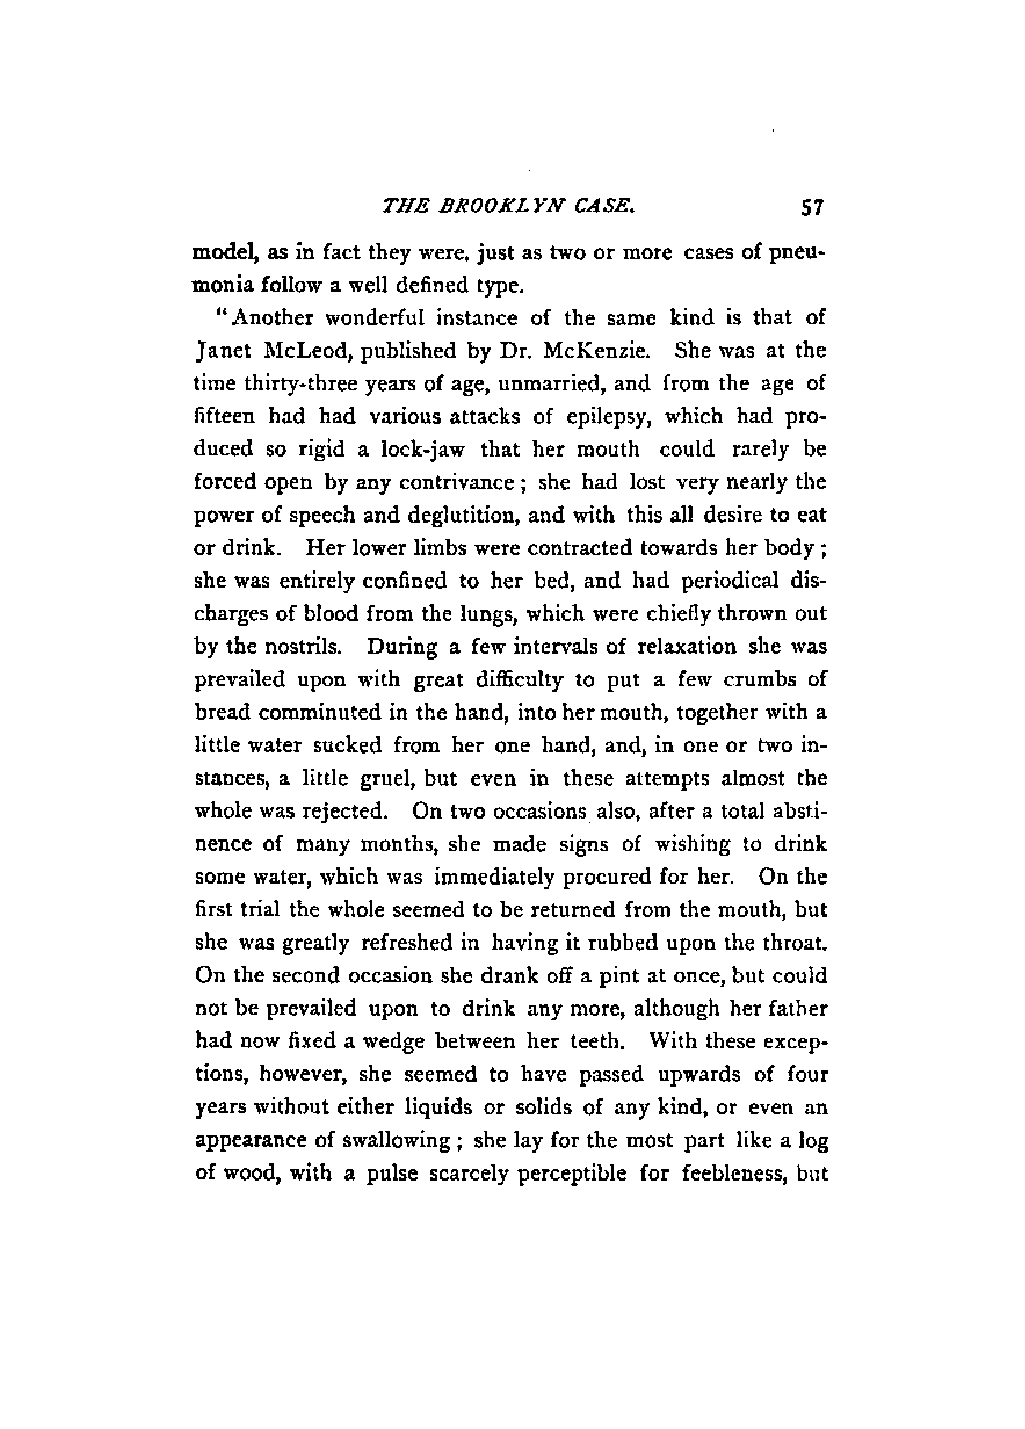 THE BROOKLYN CASE. 57
model, as in fact they were, just as two or more cases of pneu-
monia follow a well defined type.
"Another wonderful instance of the same kind is that of
Janet McLeod, published by Dr. McKenzie. She was at the
time thirty-three years of age, unmarried, and from the age of
fifteen had had various attacks of epilepsy, which had pro-
duced so rigid a lock-jaw that her mouth could rarely be
forced open by any contrivance; she had lost very nearly the
power of speech and deglutition, and with this all desire to eat
or drink. Her lower limbs were contracted towards her body;
she was entirely confined to her bed, and had periodical dis-
charges of blood from the lungs, which were chiefly thrown out
by the nostrils. During a few intervals of relaxation she was
prevailed upon with great difficulty to put a few crumbs of
bread comminuted in the hand, into her mouth, together with a
little water sucked from her one hand, and, in one or two in-
stances, a little gruel, but even in these attempts almost the
whole was rejected. On two occasions also, after a total absti-
nence of many months, she made signs of wishing to drink
some water, which was immediately procured for her. On the
first trial the whole seemed to be returned from the mouth, but
she was greatly refreshed in having it rubbed upon the throat.
On the second occasion she drank off a pint at once, but could
not be prevailed upon to drink any more, although her father
had now fixed a wedge between her teeth. With these excep-
tions, however, she seemed to have passed upwards of four
years without either liquids or solids of any kind, or even an
appearance of swallowing; she lay for the most part like a log
of wood, with a pulse scarcely perceptible for feebleness, but